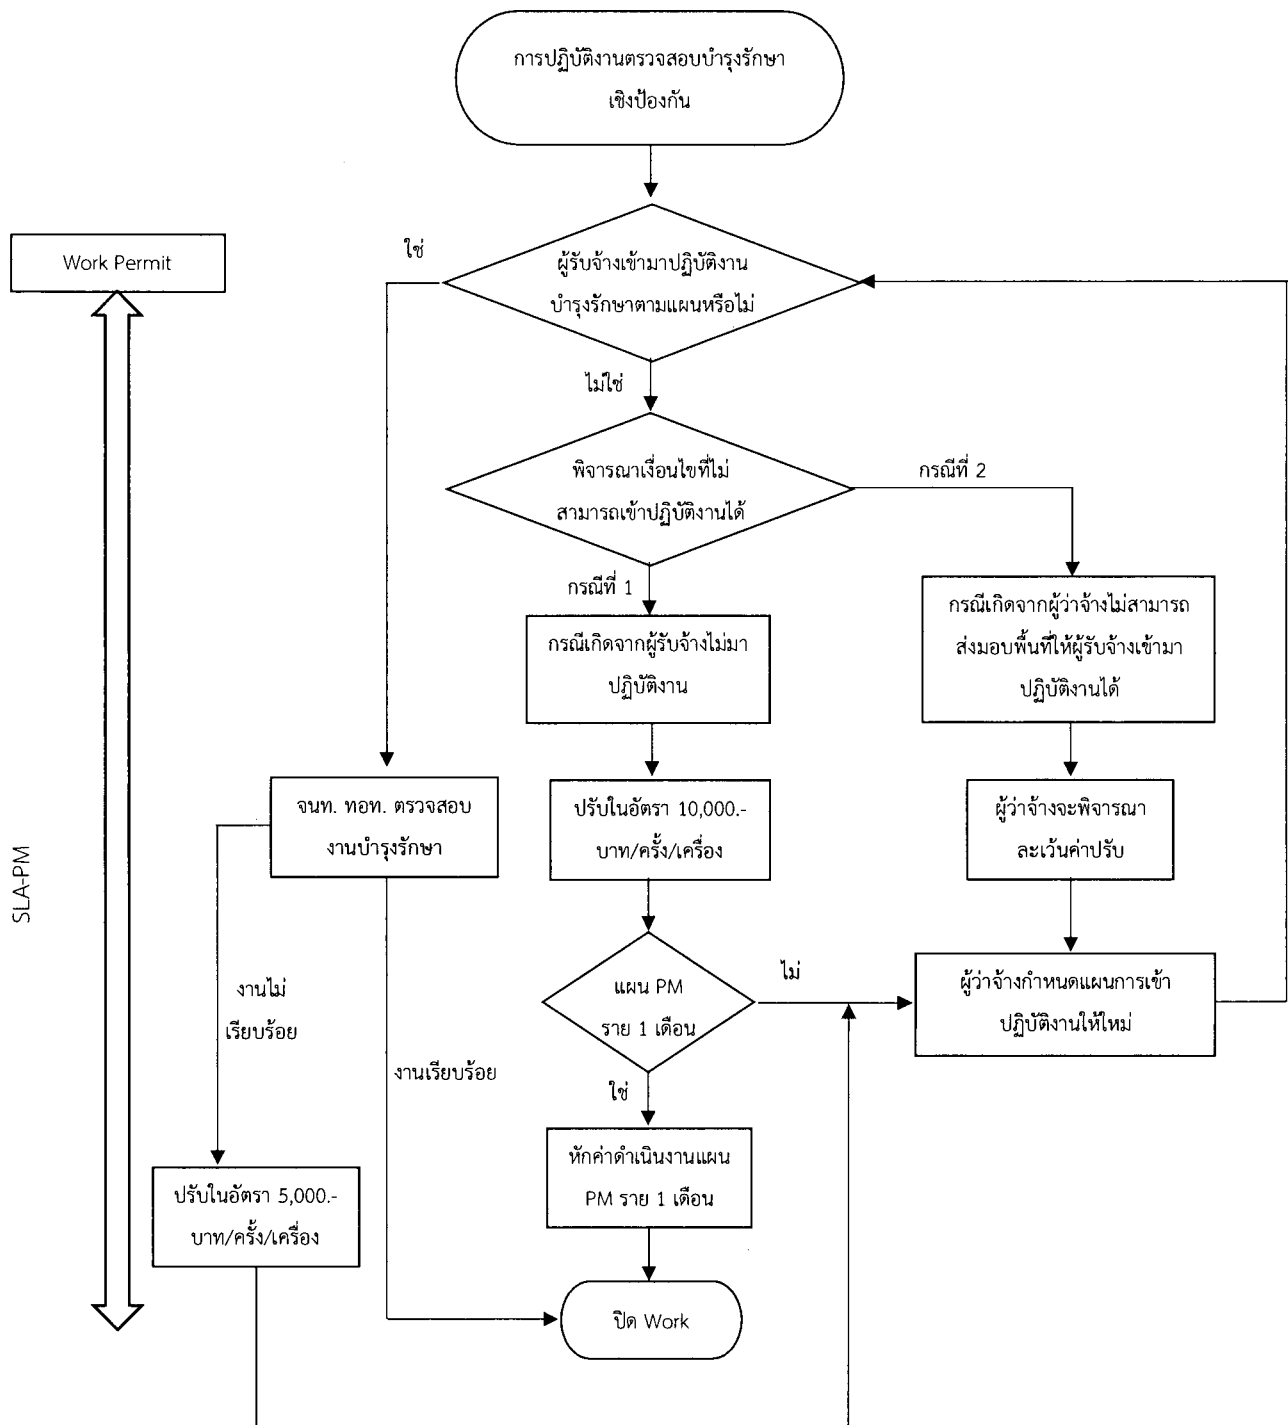 การปฏิบัติงานตรวจสอบบำรุงรักษา
เชิงป้องกัน
Work Permit
ใช่
ผู้รับจ้างเข้ามาปฏิบัติงาน
บำรุงรักษาตามแผนหรือไม่
ไม่ใช่
พิจารณาเงื่อนไขที่ไม่
สามารถเข้าปฏิบัติงานได้
กรณีที่ 2
กรณีที่ 1
กรณีเกิดจากผู้รับจ้างไม่มา
ปฏิบัติงาน
กรณีเกิดจากผู้ว่าจ้างไม่สามารถ
ส่งมอบพื้นที่ให้ผู้รับจ้างเข้ามา
ปฏิบัติงานได้
จนท. ทอท. ตรวจสอบ
งานบำรุงรักษา
ปรับในอัตรา 10,000.-
บาท/ครั้ง/เครื่อง
ผู้ว่าจ้างจะพิจารณา
ละเว้นค่าปรับ
SLA-PM
งานไม่
เรียบร้อย
งานเรียบร้อย
แผน PM
ราย 1 เดือน
ไม่
ผู้ว่าจ้างกำหนดแผนการเข้า
ปฏิบัติงานให้ใหม่
ใช่
หักค่าดำเนินงานแผน
PM ราย 1 เดือน
ปรับในอัตรา 5,000.-
บาท/ครั้ง/เครื่อง
ปิด Work